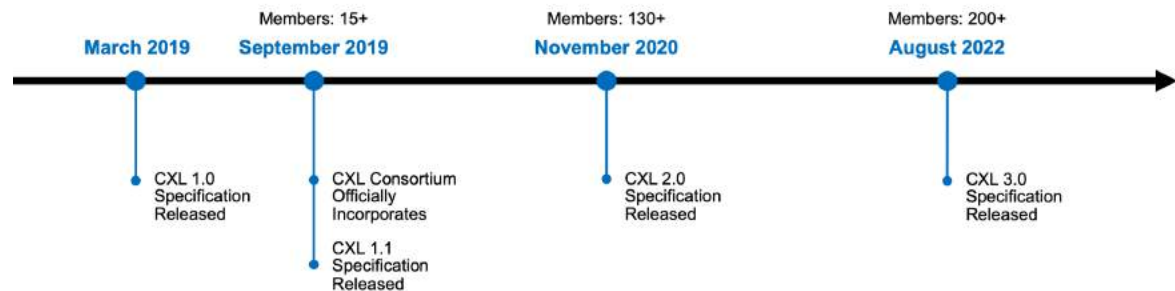 Members: 15+
Members: 130+
Members: 200+
March 2019
September 2019
November 2020
August 2022
CXL 1.0
Specification
Released
CXL Consortium
Officially
Incorporates
CXL 1.1
Specification
Released
CXL 2.0
Specification
Released
CXL 3.0
Specification
Released